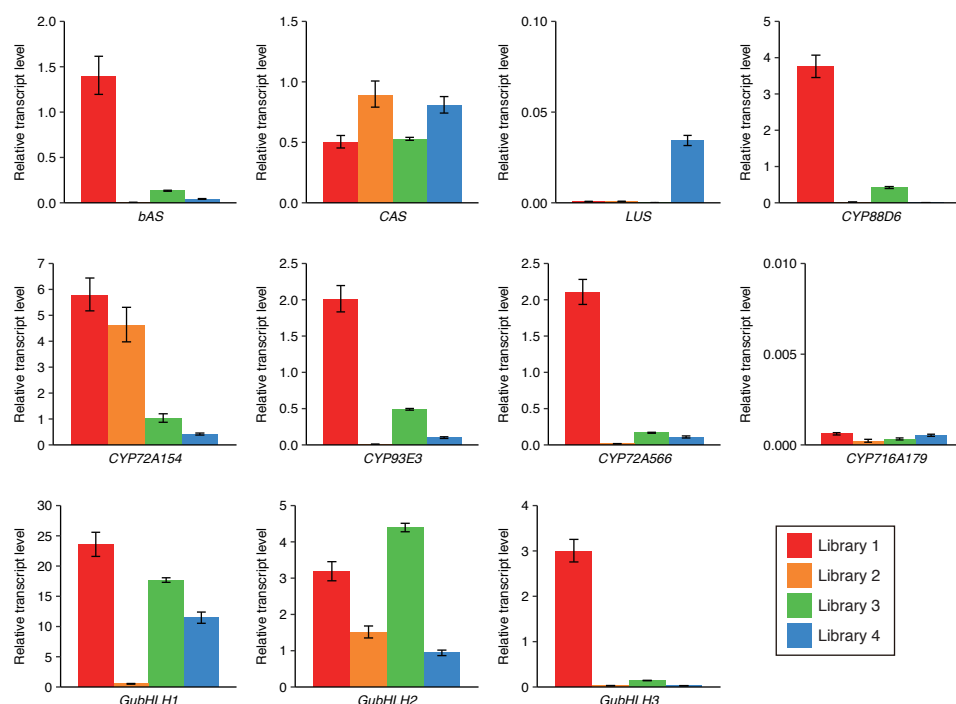 Relative transcript level
2.0
1.5
1.0
0.5
0.0
bAS
Relative transcript level
1.5
1.0
0.5
0.0
CAS
Relative transcript level
0.10
0.05
0.00
LUS
Relative transcript level
5
4
3
2
1
0
CYP88D6
Relative transcript level
7
6
5
4
3
2
1
0
CYP72A154
Relative transcript level
2.5
2.0
1.5
1.0
0.5
0.0
CYP93E3
Relative transcript level
2.5
2.0
1.5
1.0
0.5
0.0
CYP72A566
Relative transcript level
0.010
0.005
0.000
CYP716A179
Relative transcript level
30
25
20
15
10
5
0
GubHLH1
Relative transcript level
5
4
3
2
1
0
GubHLH2
Relative transcript level
4
3
2
1
0
GubHLH3
Library 1
Library 2
Library 3
Library 4